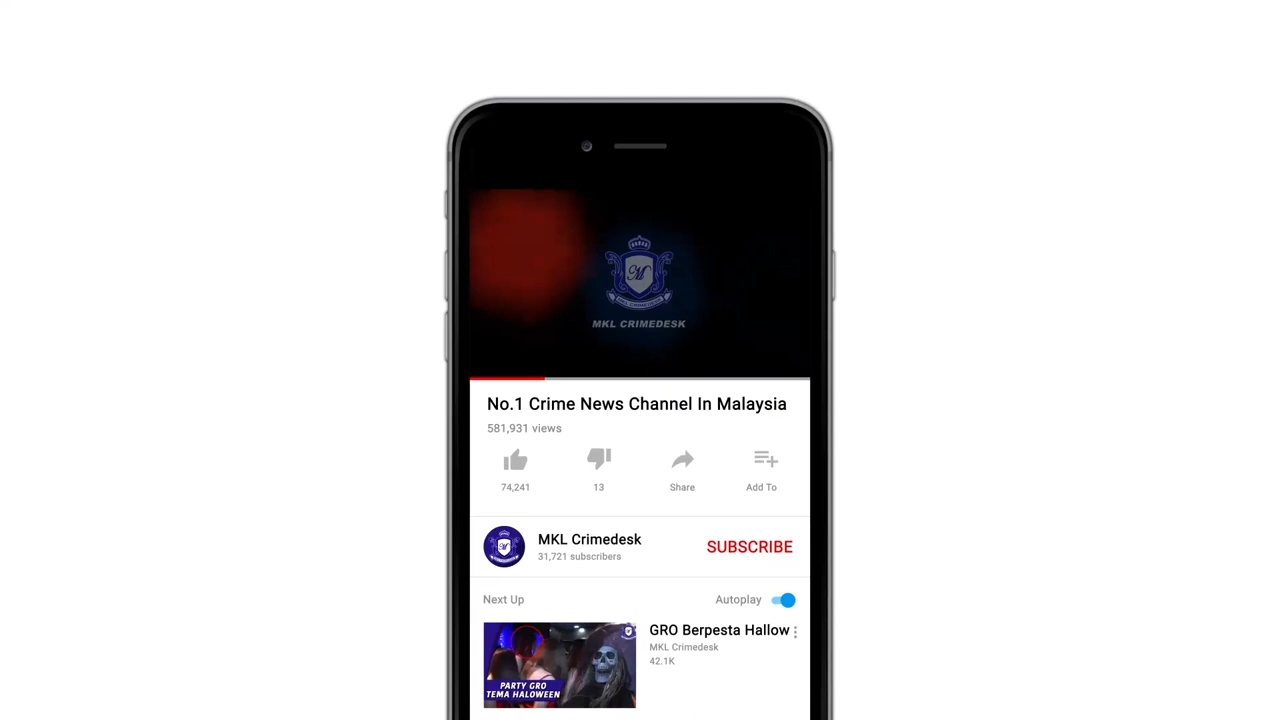 MKL CRIMEDESK
MKL CRIMEDESK
No.1 Crime News Channel In Malaysia
581,931 views
74,241
13
Share
Add To
MKL Crimedesk
31,721 subscribers
SUBSCRIBE
Next Up
Autoplay
GRO Berpesta Hallow
MKL Crimedesk
42.1K
PARTY GRO
TEMA HALOWEEN